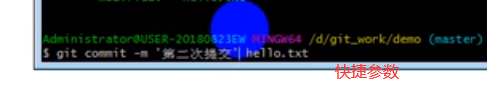 Administrator@USER-20180823EW MINGW64 /d/git_work/demo (master)
$ git commit -m '第二次提交' hello.txt
快捷参数